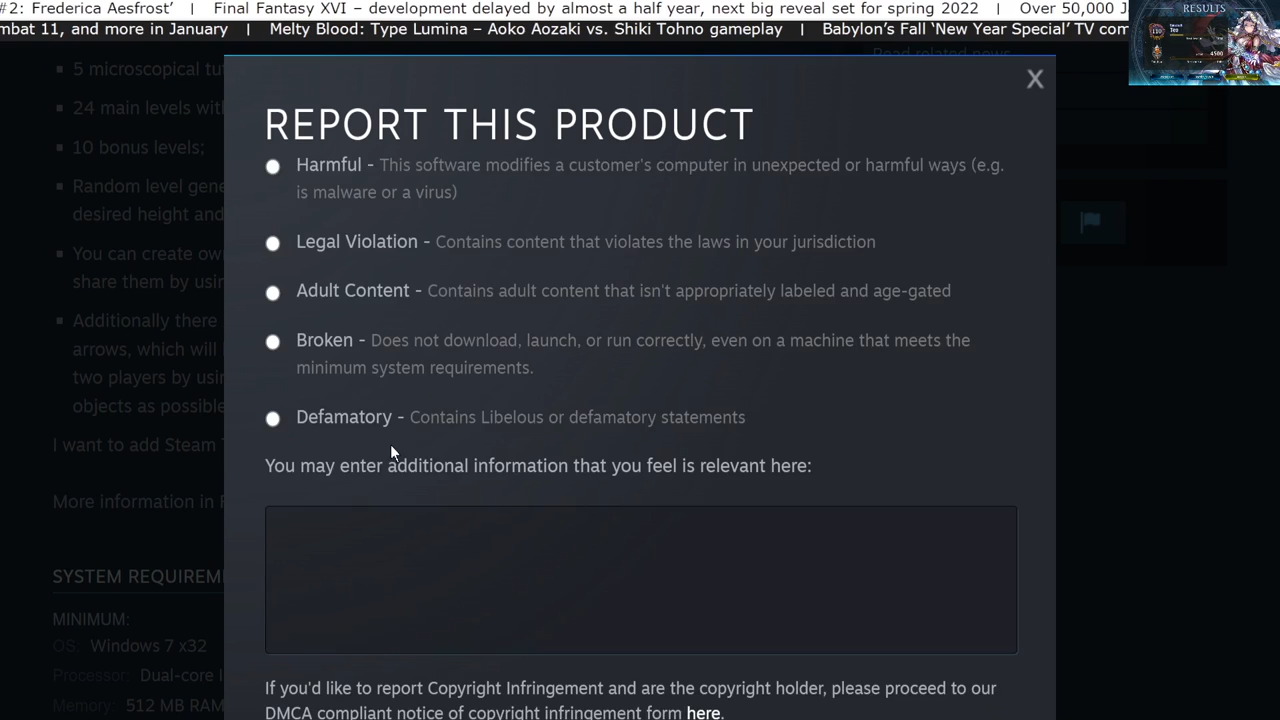 #2: Frederica Aesfrost’ | Final Fantasy XVI – development delayed by almost a half year, next big reveal set for spring 2022 | Over 50,000
mbat 11, and more in January | Melty Blood: Type Lumina – Aoko Aozaki vs. Shiki Tohno gameplay | Babylon’s Fall ‘New Year Special’ TV com
RESULTS
110
Teo
4500
Read related news
X
REPORT THIS PRODUCT
5 microscopical tu
24 main levels with
10 bonus levels;
Random level gene
desired height and
You can create ow
share them by usin
Additionally there
arrows, which will
two players by usin
objects as possible
I want to add Steam T
More information in F
SYSTEM REQUIREM
MINIMUM:
OS: Windows 7 x32
Processor: Dual-core I
Memory: 512 MB RAM
Harmful - This software modifies a customer's computer in unexpected or harmful ways (e.g.
is malware or a virus)
Legal Violation - Contains content that violates the laws in your jurisdiction
Adult Content - Contains adult content that isn't appropriately labeled and age-gated
Broken - Does not download, launch, or run correctly, even on a machine that meets the
minimum system requirements.
Defamatory - Contains Libelous or defamatory statements
You may enter additional information that you feel is relevant here:
If you'd like to report Copyright Infringement and are the copyright holder, please proceed to our
DMCA compliant notice of copyright infringement form here.